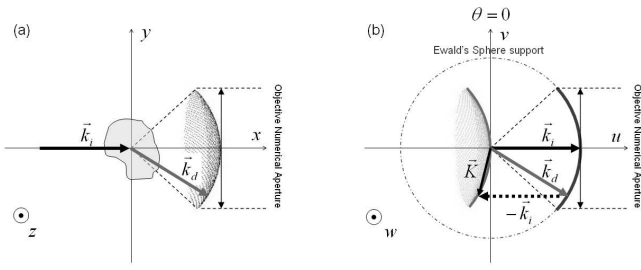 (a)
y
x
z
k_i
k_d
Objective Numerical Aperture
(b)
θ = 0
v
Ewald's Sphere support
u
w
k_i
k_d
K
-k_i
Objective Numerical Aperture